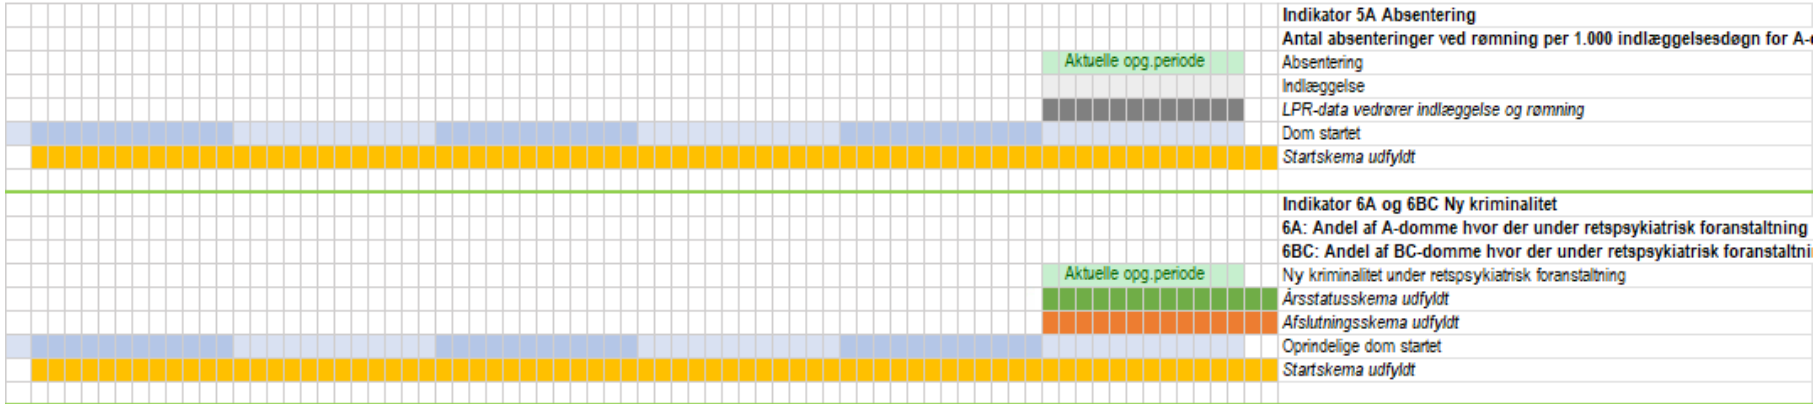 Indikator 5A Absentering
Antal absenteringer ved rømning per 1.000 indlæggelsesdøgn for A-
Aktuelle opg.periode
Absentering
Indlæggelse
LPR-data vedrører indlæggelse og rømning
Dom startet
Startskema udfyldt
Indikator 6A og 6BC Ny kriminalitet
6A: Andel af A-domme hvor der under retspsykiatrisk foranstaltning
6BC: Andel af BC-domme hvor der under retspsykiatrisk foranstaltni
Aktuelle opg.periode
Ny kriminalitet under retspsykiatrisk foranstaltning
Årsstatusskema udfyldt
Afslutningsskema udfyldt
Oprindelige dom startet
Startskema udfyldt